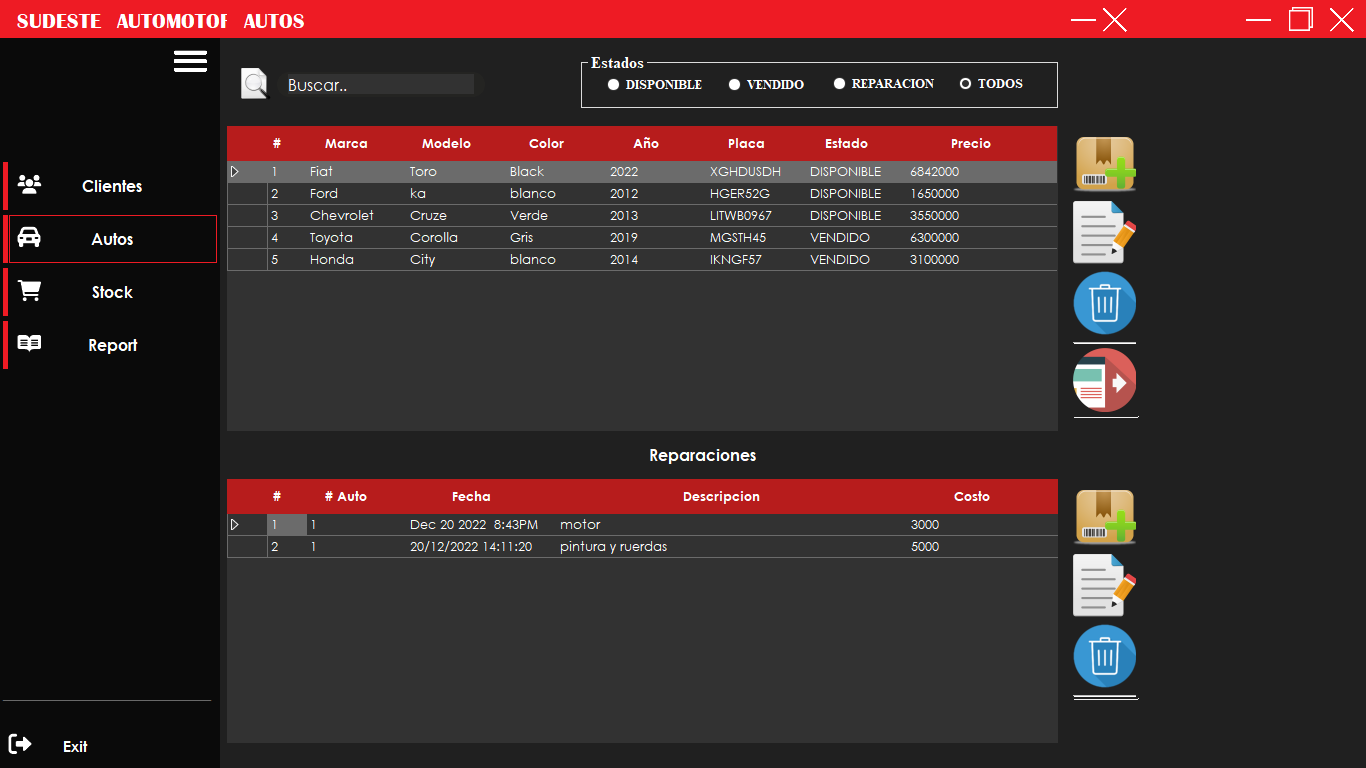 SUDESTE AUTOMOTOR AUTOS
Buscar..
Estados
DISPONIBLE VENDIDO REPARACION TODOS
Clientes
Autos
Stock
Report
Exit
# Marca Modelo Color Año Placa Estado Precio
1 Fiat Toro Black 2022 XGHDUSDH DISPONIBLE 6842000
2 Ford ka blanco 2012 HGER52G DISPONIBLE 1650000
3 Chevrolet Cruze Verde 2013 LITWB0967 DISPONIBLE 3550000
4 Toyota Corolla Gris 2019 MGSTH45 VENDIDO 6300000
5 Honda City blanco 2014 IKNGF57 VENDIDO 3100000
Reparaciones
# # Auto Fecha Descripcion Costo
1 1 Dec 20 2022 8:43PM motor 3000
2 1 20/12/2022 14:11:20 pintura y ruerdas 5000